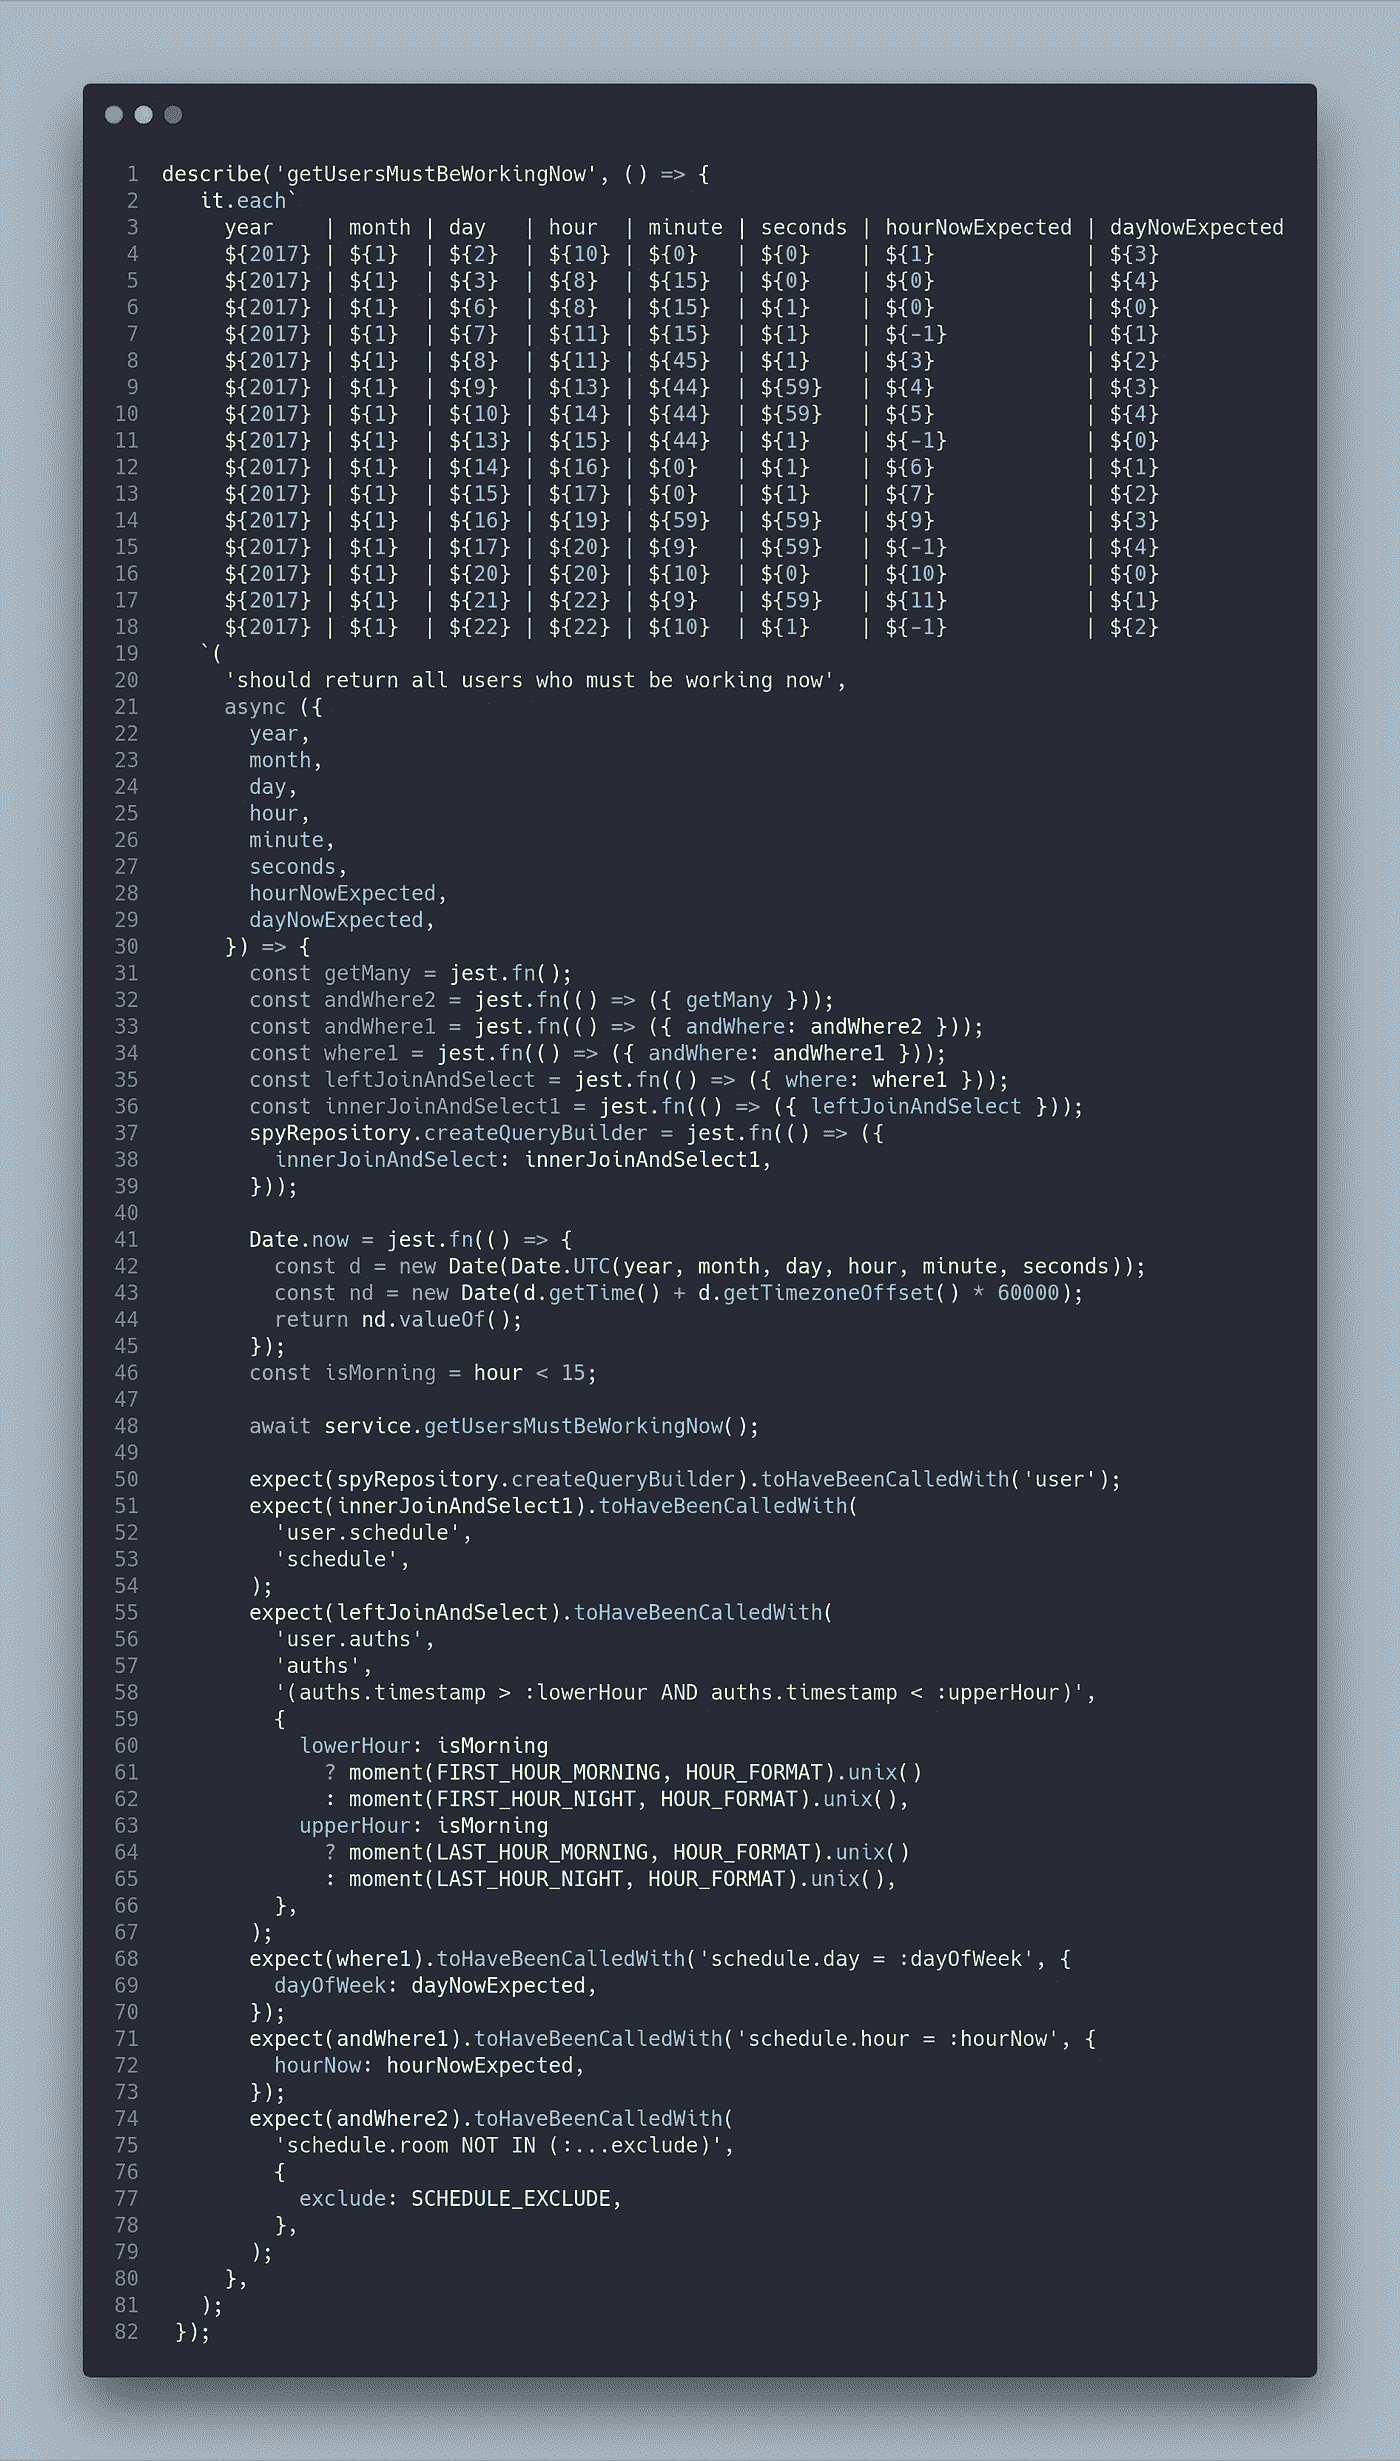 1 describe('getUsersMustBeWorkingNow', () => {
2 it.each`
3 year | month | day | hour | minute | seconds | hourNowExpected | dayNowExpected
4 ${2017} | ${1} | ${2} | ${10} | ${0} | ${0} | ${1} | ${3}
5 ${2017} | ${1} | ${3} | ${8} | ${15} | ${0} | ${0} | ${4}
6 ${2017} | ${1} | ${6} | ${8} | ${15} | ${1} | ${0} | ${0}
7 ${2017} | ${1} | ${7} | ${11} | ${15} | ${1} | ${-1} | ${1}
8 ${2017} | ${1} | ${8} | ${11} | ${45} | ${1} | ${3} | ${2}
9 ${2017} | ${1} | ${9} | ${13} | ${44} | ${59} | ${4} | ${3}
10 ${2017} | ${1} | ${10} | ${14} | ${44} | ${59} | ${5} | ${4}
11 ${2017} | ${1} | ${13} | ${15} | ${44} | ${1} | ${-1} | ${0}
12 ${2017} | ${1} | ${14} | ${16} | ${0} | ${1} | ${6} | ${1}
13 ${2017} | ${1} | ${15} | ${17} | ${0} | ${1} | ${7} | ${2}
14 ${2017} | ${1} | ${16} | ${19} | ${59} | ${59} | ${9} | ${3}
15 ${2017} | ${1} | ${17} | ${20} | ${9} | ${59} | ${-1} | ${4}
16 ${2017} | ${1} | ${20} | ${20} | ${10} | ${0} | ${10} | ${0}
17 ${2017} | ${1} | ${21} | ${22} | ${9} | ${59} | ${11} | ${1}
18 ${2017} | ${1} | ${22} | ${22} | ${10} | ${1} | ${-1} | ${2}
19 `(
20 'should return all users who must be working now',
21 async ({
22 year,
23 month,
24 day,
25 hour,
26 minute,
27 seconds,
28 hourNowExpected,
29 dayNowExpected,
30 }) => {
31 const getMany = jest.fn();
32 const andWhere2 = jest.fn(() => ({ getMany }));
33 const andWhere1 = jest.fn(() => ({ andWhere: andWhere2 }));
34 const where1 = jest.fn(() => ({ andWhere: andWhere1 }));
35 const leftJoinAndSelect = jest.fn(() => ({ where: where1 }));
36 const innerJoinAndSelect1 = jest.fn(() => ({ leftJoinAndSelect }));
37 spyRepository.createQueryBuilder = jest.fn(() => ({
38 innerJoinAndSelect: innerJoinAndSelect1,
39 }));
40
41 Date.now = jest.fn(() => {
42 const d = new Date(Date.UTC(year, month, day, hour, minute, seconds));
43 const nd = new Date(d.getTime() + d.getTimezoneOffset() * 60000);
44 return nd.valueOf();
45 });
46 const isMorning = hour < 15;
47
48 await service.getUsersMustBeWorkingNow();
49
50 expect(spyRepository.createQueryBuilder).toHaveBeenCalledWith('user');
51 expect(innerJoinAndSelect1).toHaveBeenCalledWith(
52 'user.schedule',
53 'schedule',
54 );
55 expect(leftJoinAndSelect).toHaveBeenCalledWith(
56 'user.auths',
57 'auths',
58 '(auths.timestamp > :lowerHour AND auths.timestamp < :upperHour)',
59 {
60 lowerHour: isMorning
61 ? moment(FIRST_HOUR_MORNING, HOUR_FORMAT).unix()
62 : moment(FIRST_HOUR_NIGHT, HOUR_FORMAT).unix(),
63 upperHour: isMorning
64 ? moment(LAST_HOUR_MORNING, HOUR_FORMAT).unix()
65 : moment(LAST_HOUR_NIGHT, HOUR_FORMAT).unix(),
66 },
67 );
68 expect(where1).toHaveBeenCalledWith('schedule.day = :dayOfWeek', {
69 dayOfWeek: dayNowExpected,
70 });
71 expect(andWhere1).toHaveBeenCalledWith('schedule.hour = :hourNow', {
72 hourNow: hourNowExpected,
73 });
74 expect(andWhere2).toHaveBeenCalledWith(
75 'schedule.room NOT IN (:...exclude)',
76 {
77 exclude: SCHEDULE_EXCLUDE,
78 },
79 );
80 },
81 );
82 });